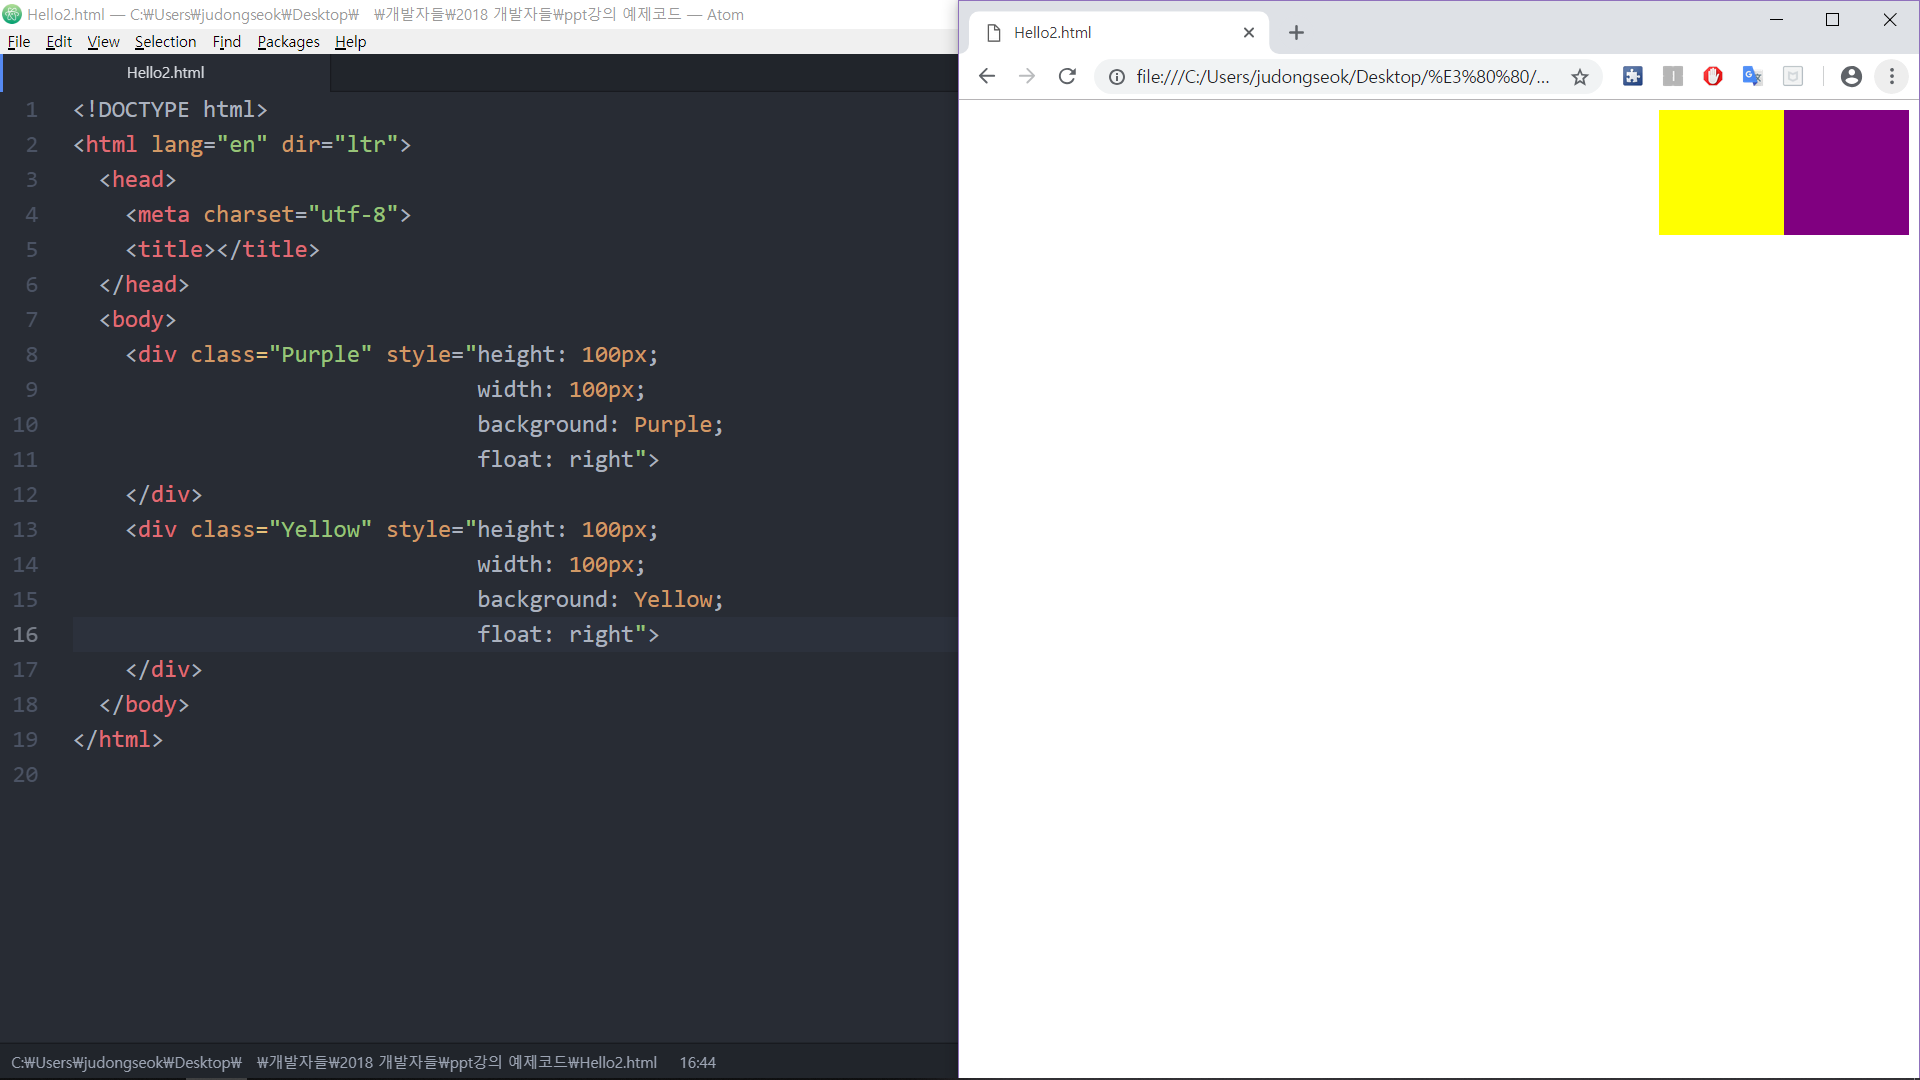 Hello2.html — C:₩Users₩judongseok₩Desktop₩　₩개발자들₩2018 개발자들₩ppt강의 예제코드 — Atom
File Edit View Selection Find Packages Help
Hello2.html
1 <!DOCTYPE html>
2 <html lang="en" dir="ltr">
3 <head>
4 <meta charset="utf-8">
5 <title></title>
6 </head>
7 <body>
8 <div class="Purple" style="height: 100px;
9 width: 100px;
10 background: Purple;
11 float: right">
12 </div>
13 <div class="Yellow" style="height: 100px;
14 width: 100px;
15 background: Yellow;
16 float: right">
17 </div>
18 </body>
19 </html>
20
C:₩Users₩judongseok₩Desktop₩　₩개발자들₩2018 개발자들₩ppt강의 예제코드₩Hello2.html 16:44
Hello2.html
file:///C:/Users/judongseok/Desktop/%E3%80%80/...